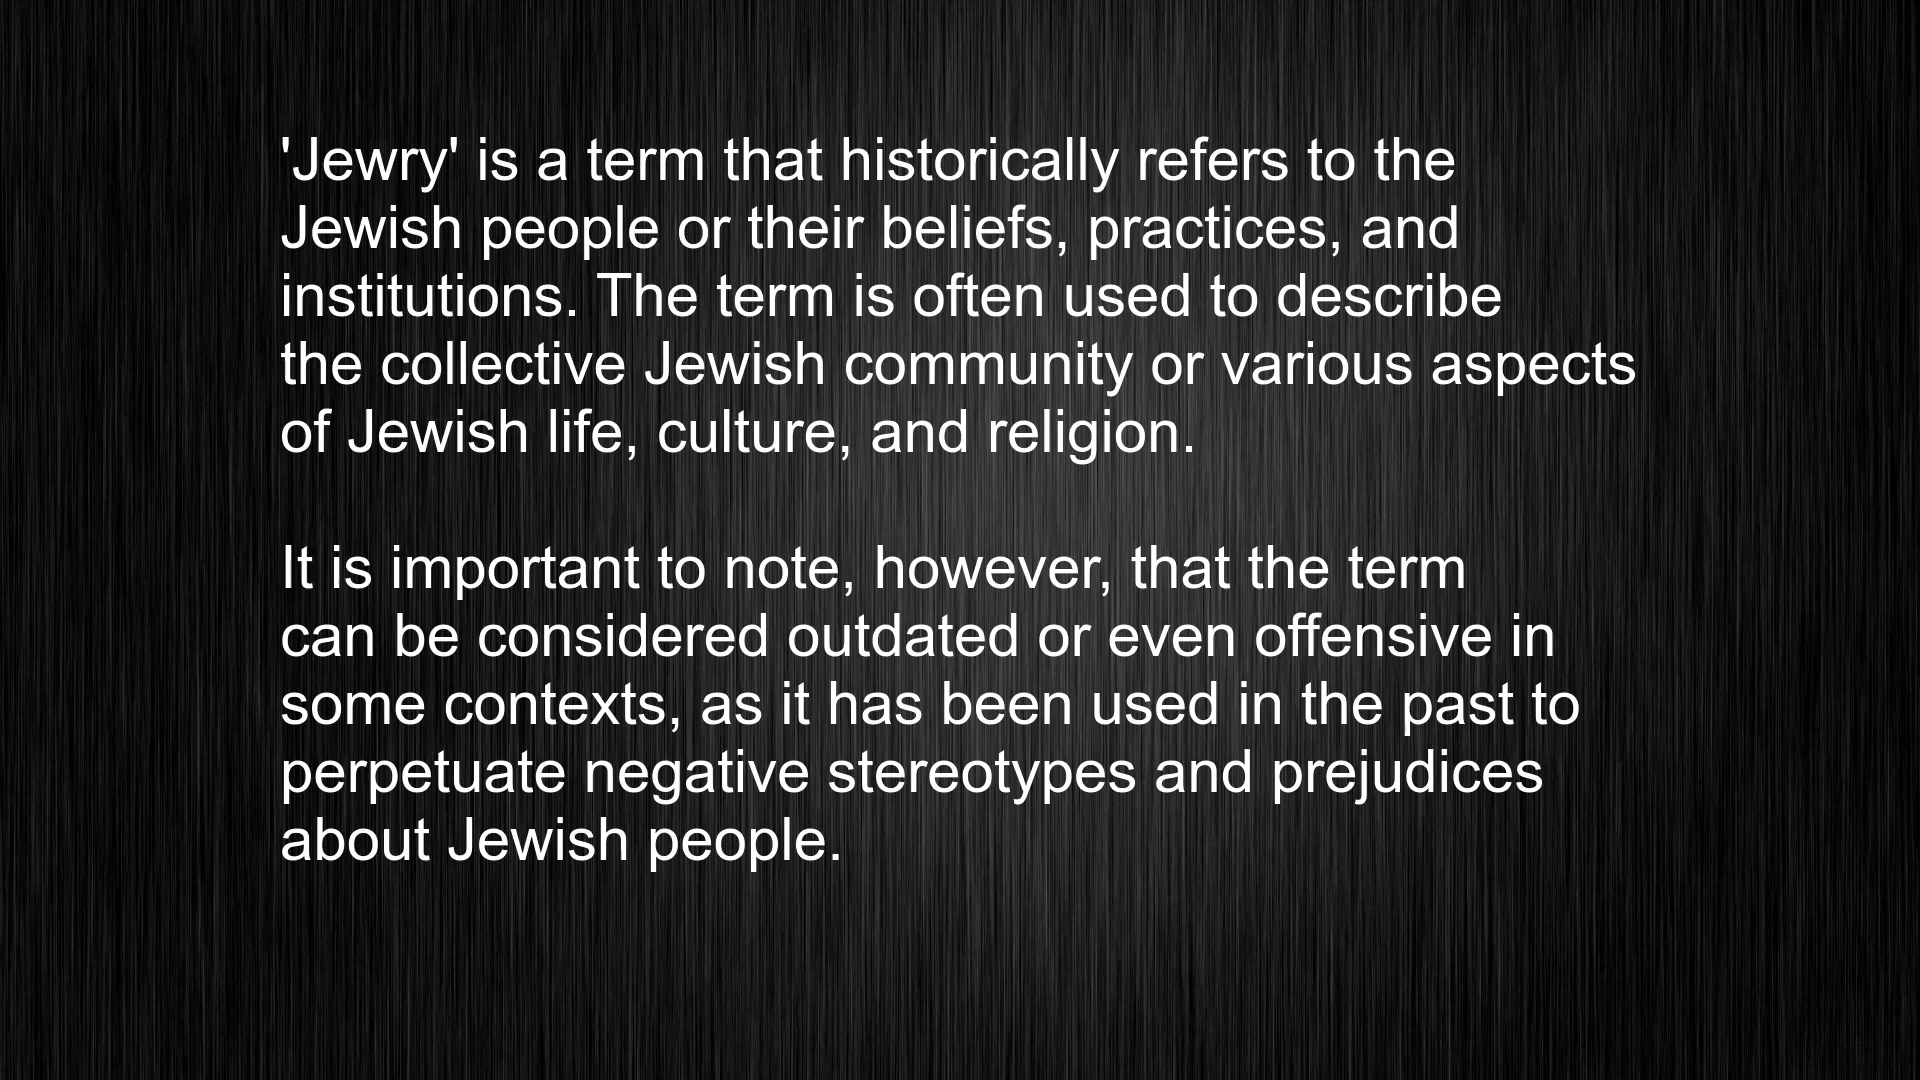 'Jewry' is a term that historically refers to the
Jewish people or their beliefs, practices, and
institutions. The term is often used to describe
the collective Jewish community or various aspects
of Jewish life, culture, and religion.
It is important to note, however, that the term
can be considered outdated or even offensive in
some contexts, as it has been used in the past to
perpetuate negative stereotypes and prejudices
about Jewish people.